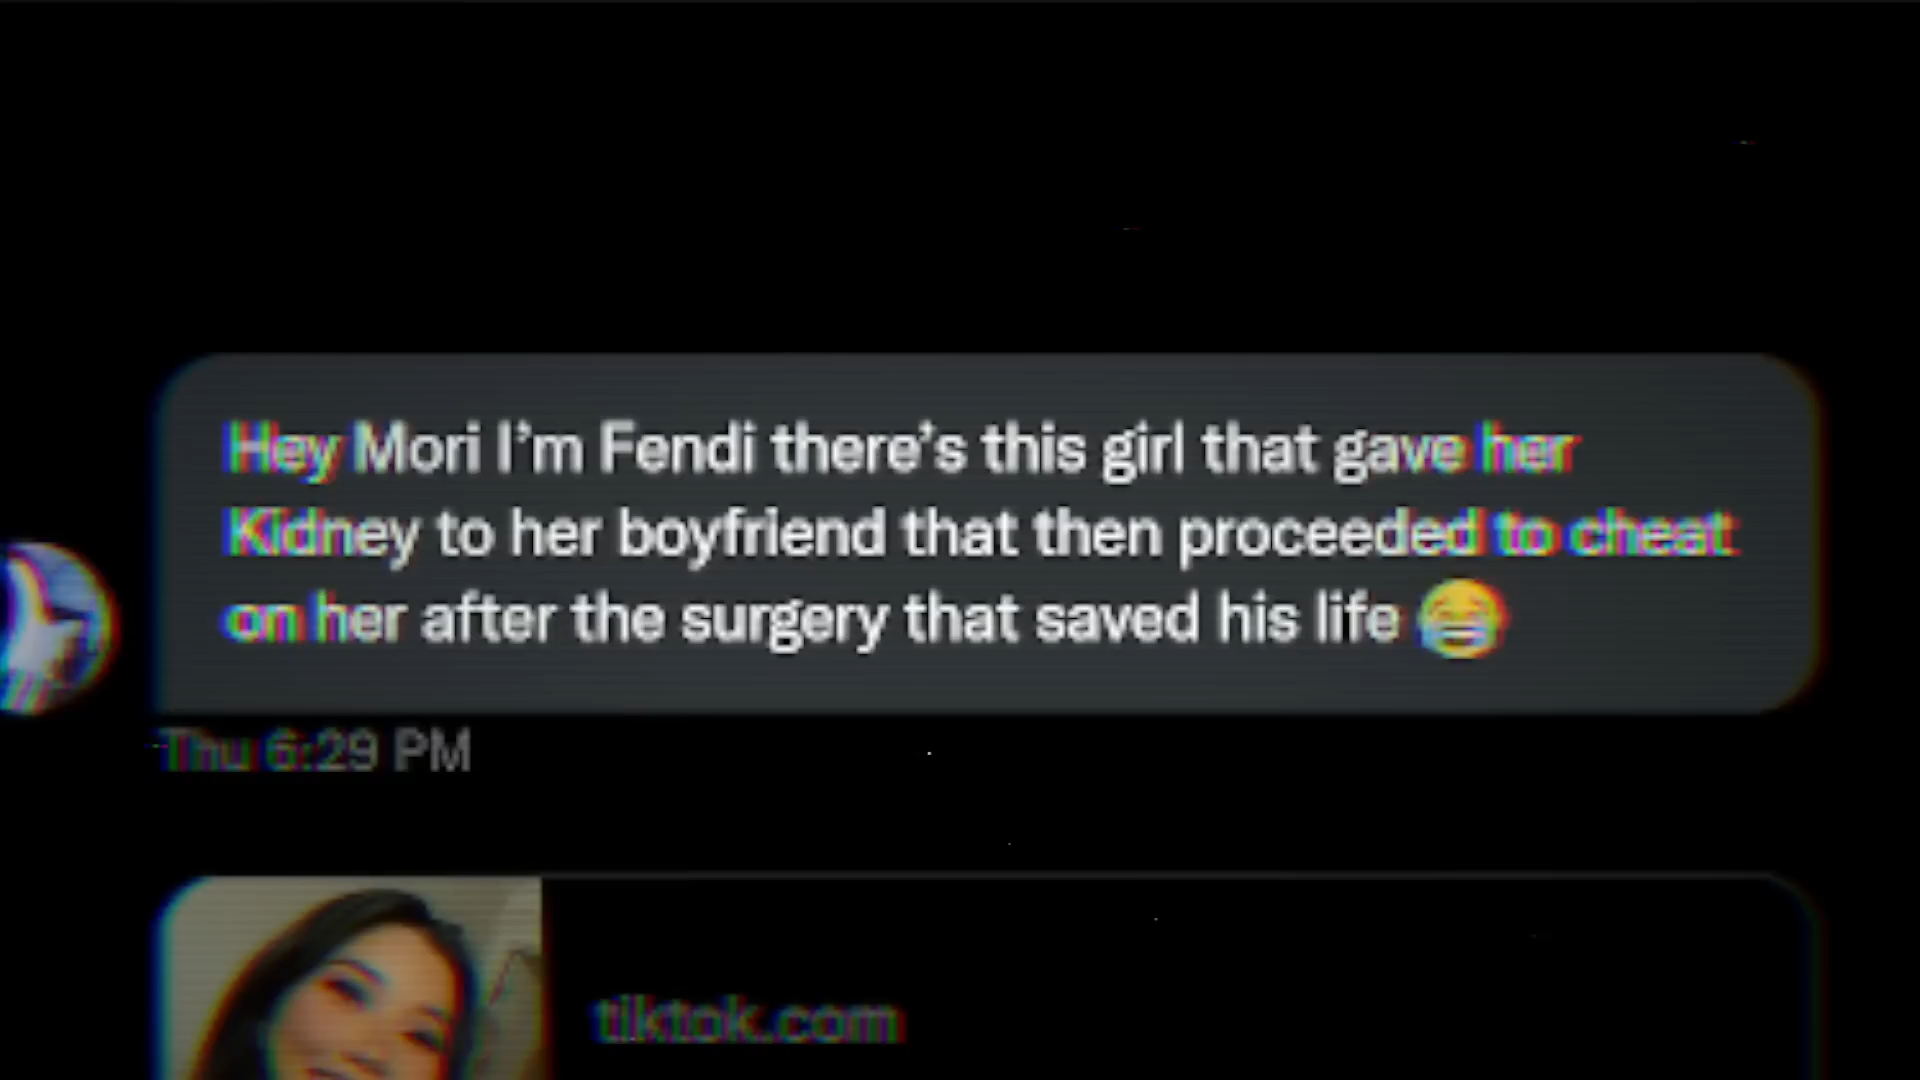 Hey Mori I’m Fendi there’s this girl that gave her
Kidney to her boyfriend that then proceeded to cheat
on her after the surgery that saved his life 😂
Thu 6:29 PM
tiktok.com